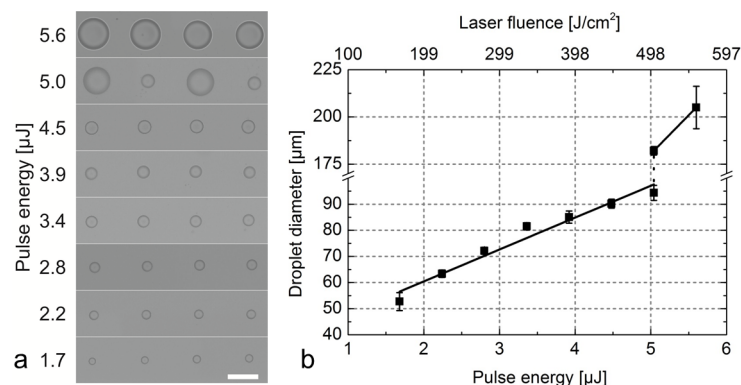 Pulse energy [µJ]
5.6
5.0
4.5
3.9
3.4
2.8
2.2
1.7
a
Laser fluence [J/cm²]
100 199 299 398 498 597
Droplet diameter [µm]
225
200
175
90
80
70
60
50
40
1 2 3 4 5 6
Pulse energy [µJ]
b